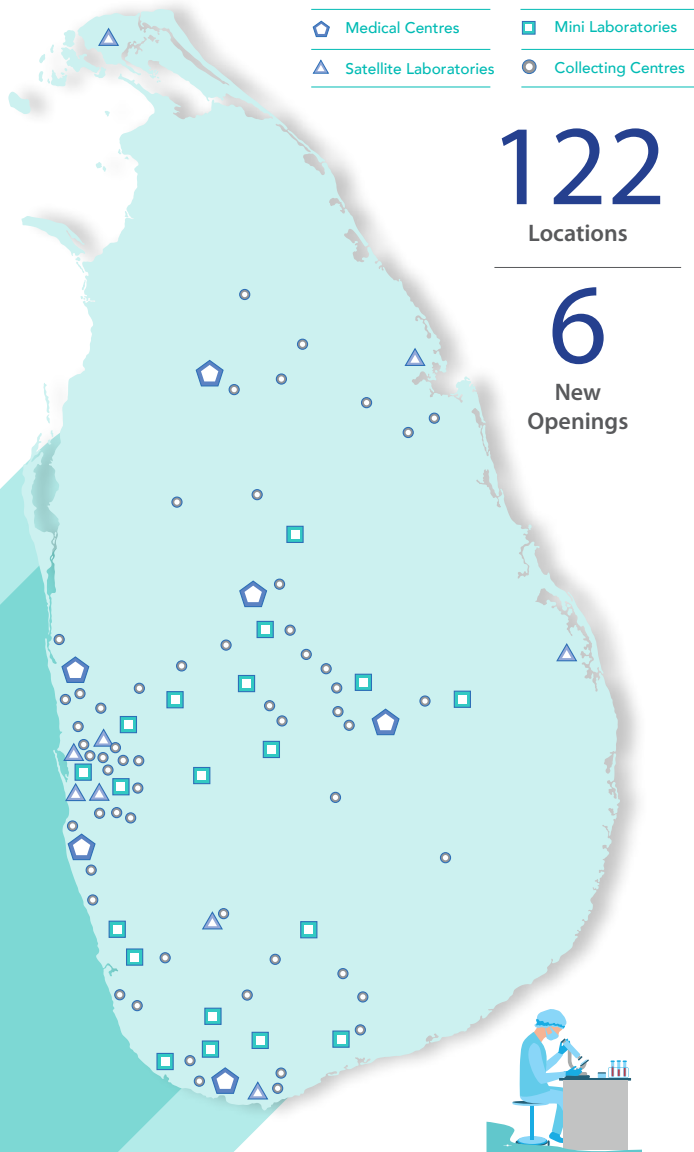 Medical Centres
Mini Laboratories
Satellite Laboratories
Collecting Centres
122
Locations
6
New
Openings